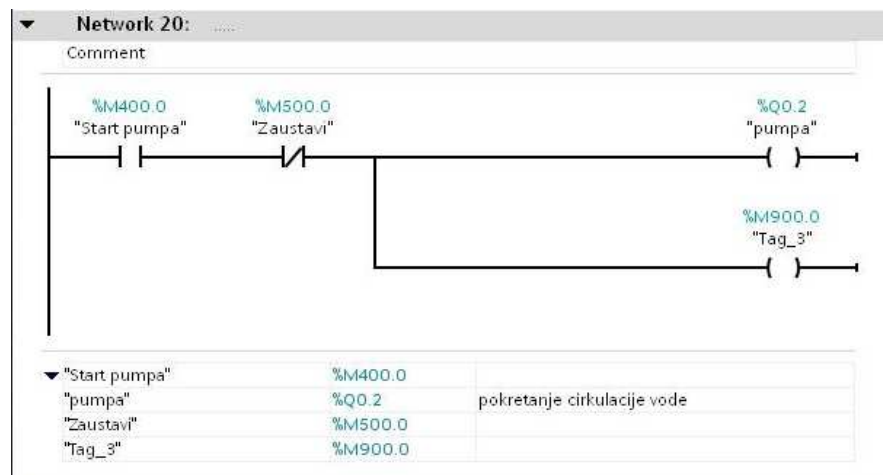 Network 20: .....
Comment
%M400.0 %M500.0 %Q0.2
"Start pumpa" "Zaustavi" "pumpa"
%M900.0
"Tag_3"
"Start pumpa" %M400.0
"pumpa" %Q0.2 pokretanje cirkulacije vode
"Zaustavi" %M500.0
"Tag_3" %M900.0